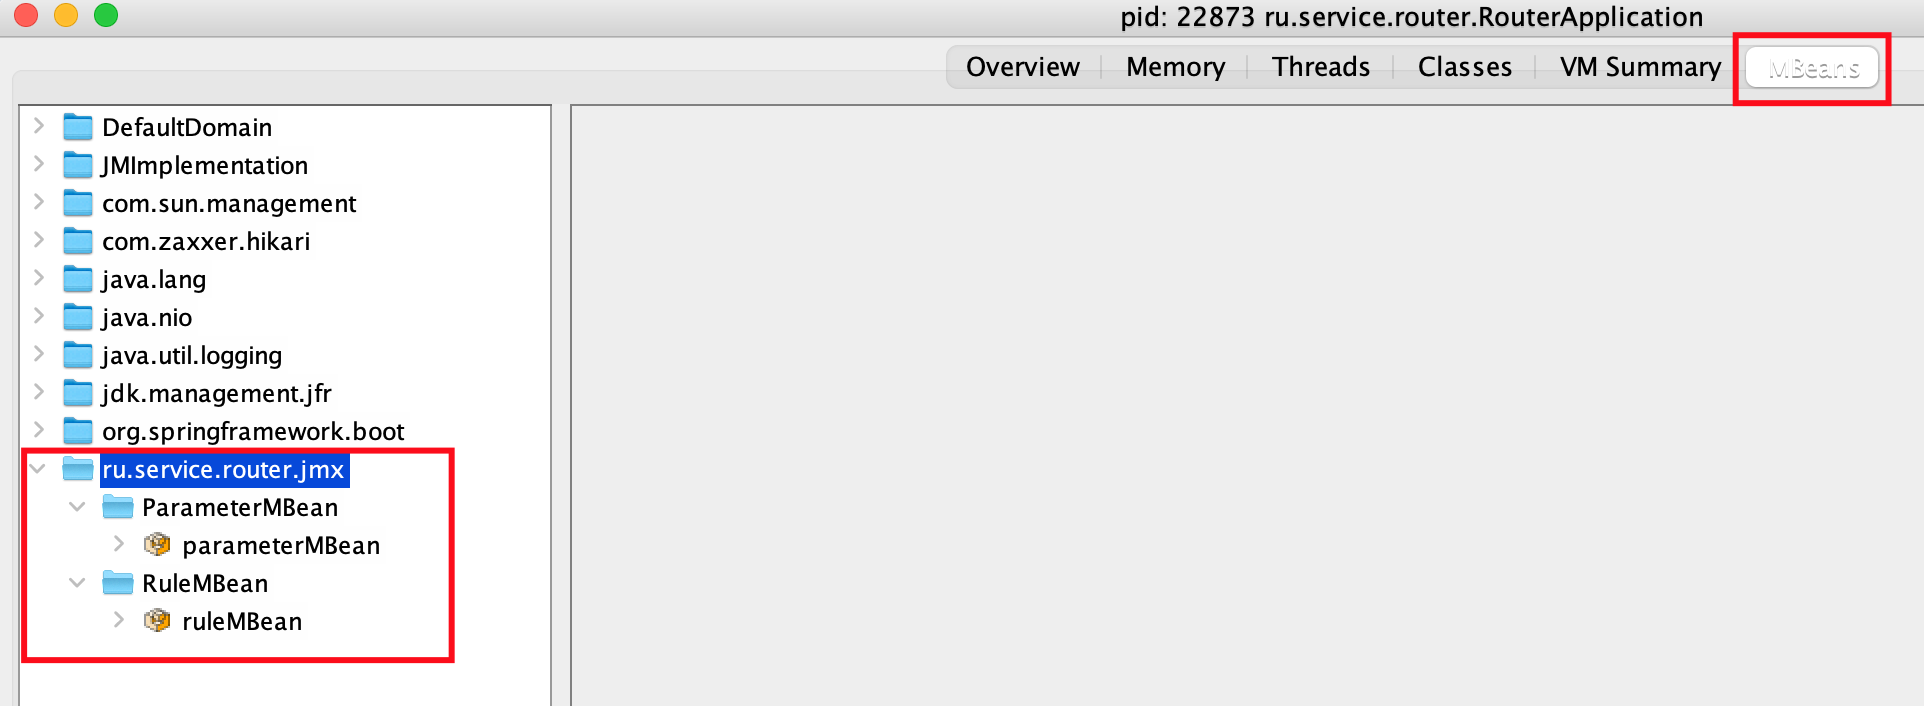 pid: 22873 ru.service.router.RouterApplication
Overview Memory Threads Classes VM Summary MBeans
DefaultDomain
JMImplementation
com.sun.management
com.zaxxer.hikari
java.lang
java.nio
java.util.logging
jdk.management.jfr
org.springframework.boot
ru.service.router.jmx
ParameterMBean
parameterMBean
RuleMBean
ruleMBean